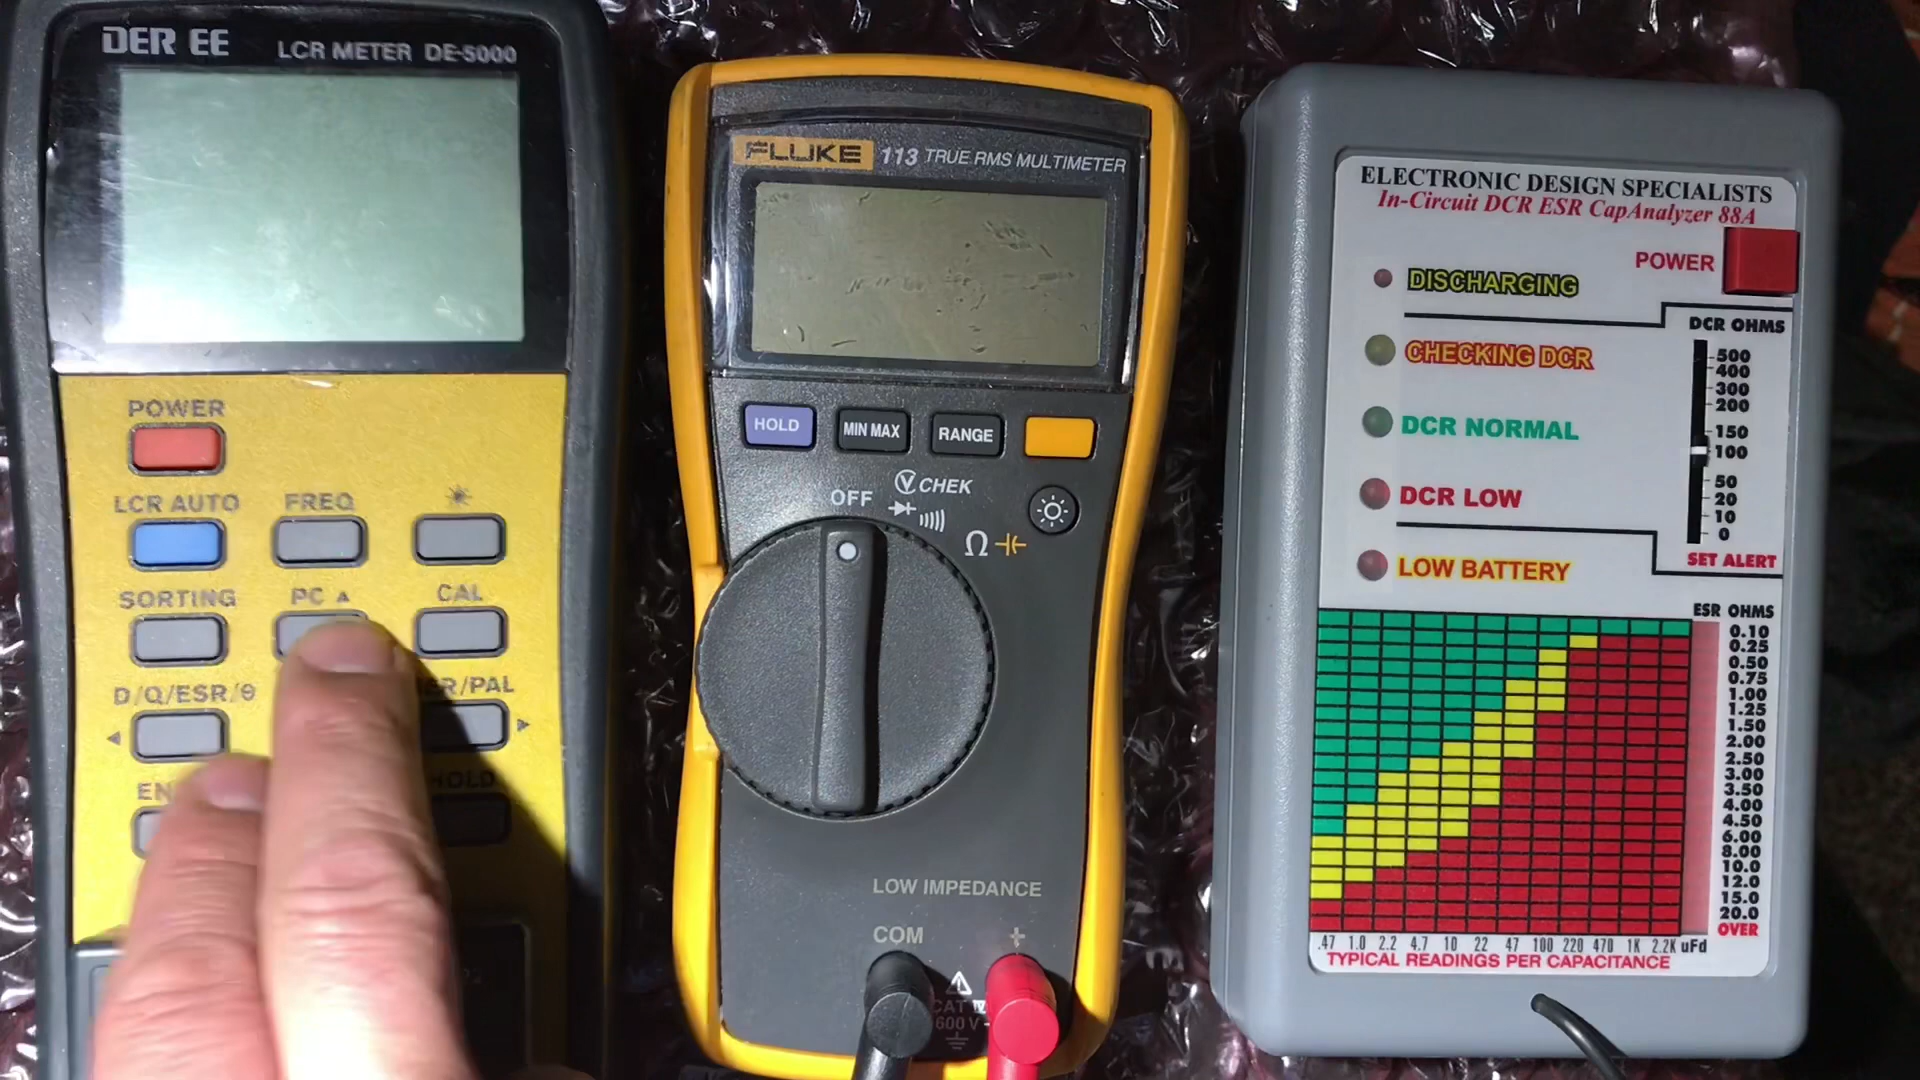 DER EE
LCR METER DE-5000
POWER
LCR AUTO
FREQ
SORTING
PC ▲
CAL
D/Q/ESR/θ
ER/PAL
EN
HOLD
FLUKE
113 TRUE RMS MULTIMETER
HOLD
MIN MAX
RANGE
OFF
V CHEK
Ω
LOW IMPEDANCE
COM
+
CAT IV
600 V
ELECTRONIC DESIGN SPECIALISTS
In-Circuit DCR ESR CapAnalyzer 88A
POWER
DISCHARGING
CHECKING DCR
DCR NORMAL
DCR LOW
LOW BATTERY
DCR OHMS
500
400
300
200
150
100
50
20
10
0
SET ALERT
ESR OHMS
0.10
0.25
0.50
0.75
1.00
1.25
1.50
2.00
2.50
3.00
3.50
4.00
4.50
6.00
8.00
10.0
12.0
15.0
20.0
OVER
.47 1.0 2.2 4.7 10 22 47 100 220 470 1K 2.2K uFd
TYPICAL READINGS PER CAPACITANCE